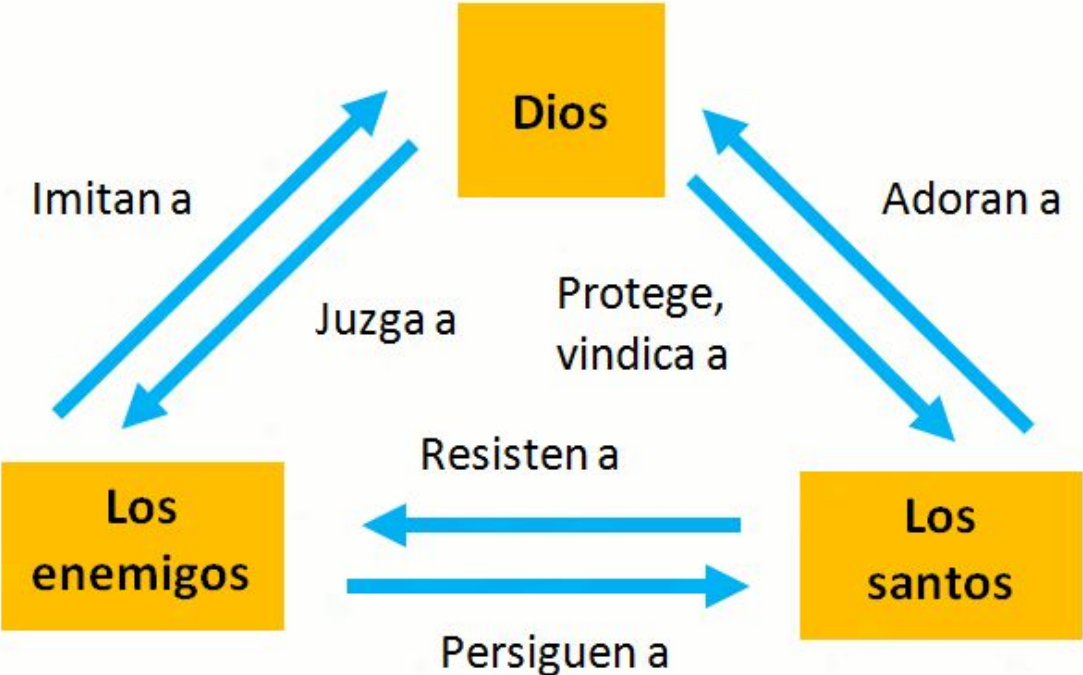 Dios
Imitan a
Adoran a
Juzga a
Protege,
vindica a
Resisten a
Los
enemigos
Los
santos
Persiguen a